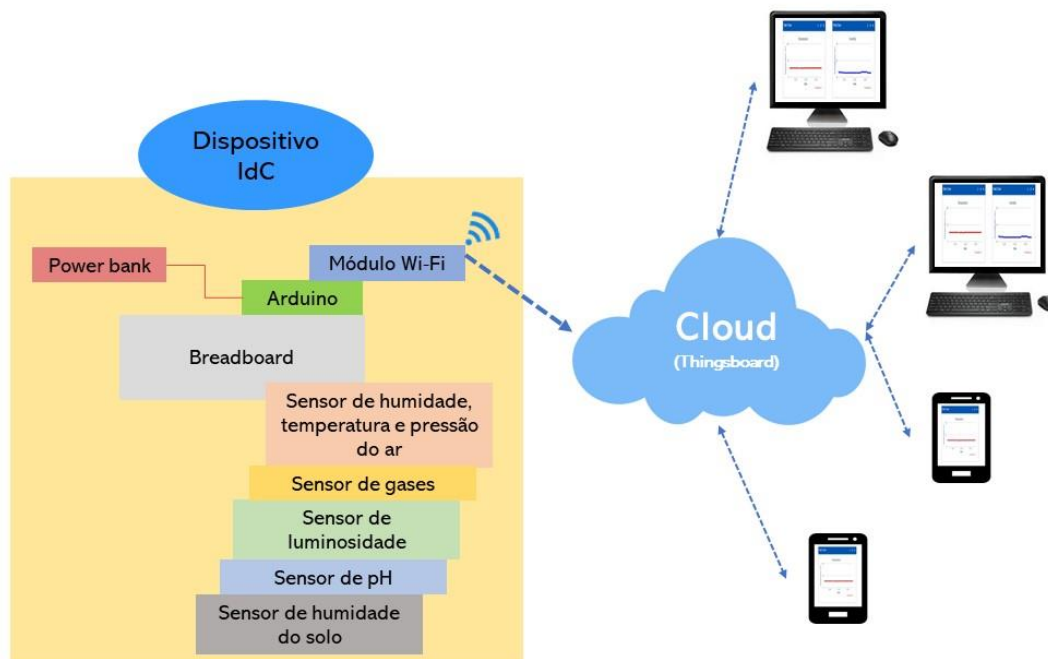 Dispositivo
IdC
Power bank
Módulo Wi-Fi
Arduino
Breadboard
Sensor de humidade,
temperatura e pressão
do ar
Sensor de gases
Sensor de
luminosidade
Sensor de pH
Sensor de humidade
do solo
Cloud
(Thingsboard)